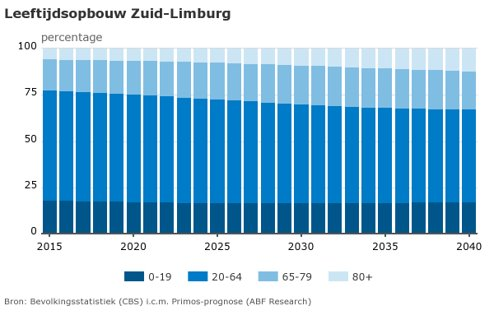 Leeftijdsopbouw Zuid-Limburg
percentage
100
75
50
25
0
2015 2020 2025 2030 2035 2040
0-19 20-64 65-79 80+
Bron: Bevolkingsstatistiek (CBS) i.c.m. Primos-prognose (ABF Research)